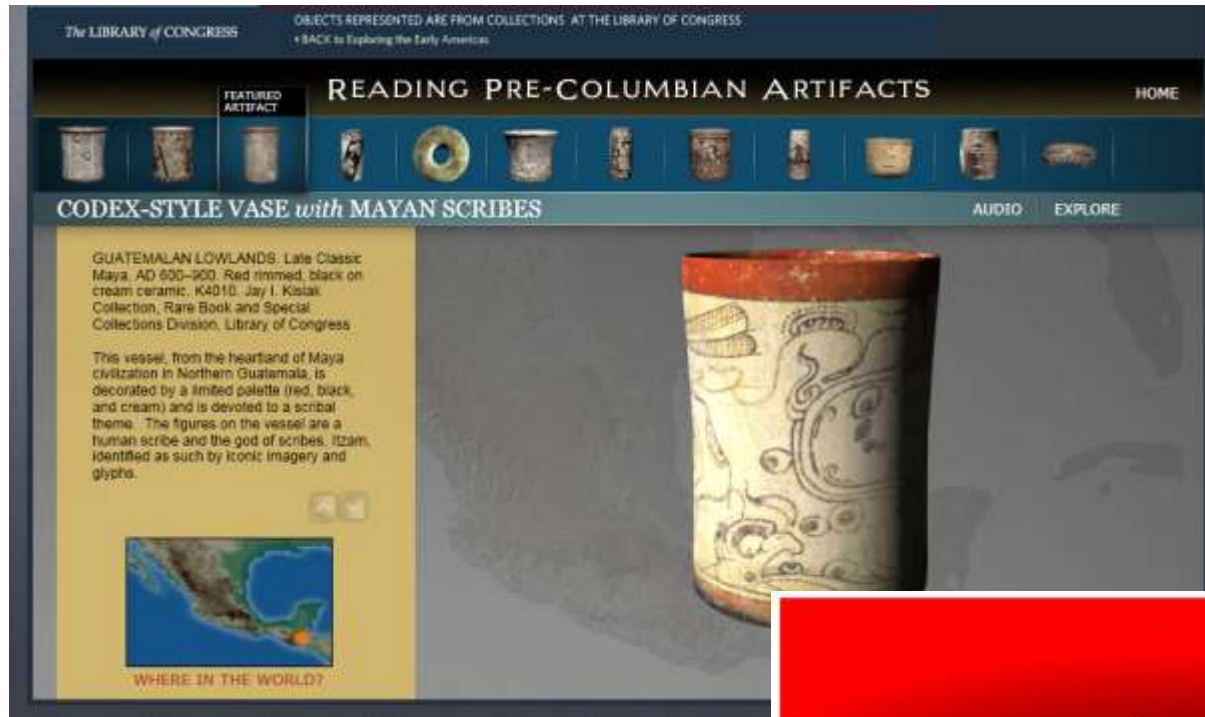 The LIBRARY of CONGRESS
OBJECTS REPRESENTED ARE FROM COLLECTIONS AT THE LIBRARY OF CONGRESS
BACK to Exploring the Early Americas
READING PRE-COLUMBIAN ARTIFACTS
HOME
FEATURED
ARTIFACT
CODEX-STYLE VASE with MAYAN SCRIBES
AUDIO EXPLORE
GUATEMALAN LOWLANDS. Late Classic
Maya. AD 600–900. Red rimmed, black on
cream ceramic. K4010. Jay I. Kislak
Collection, Rare Book and Special
Collections Division, Library of Congress
This vessel, from the heartland of Maya
civilization in Northern Guatemala, is
decorated by a limited palette (red, black,
and cream) and is devoted to a scribal
theme. The figures on the vessel are a
human scribe and the god of scribes, Itzam,
identified as such by iconic imagery and
glyphs.
WHERE IN THE WORLD?